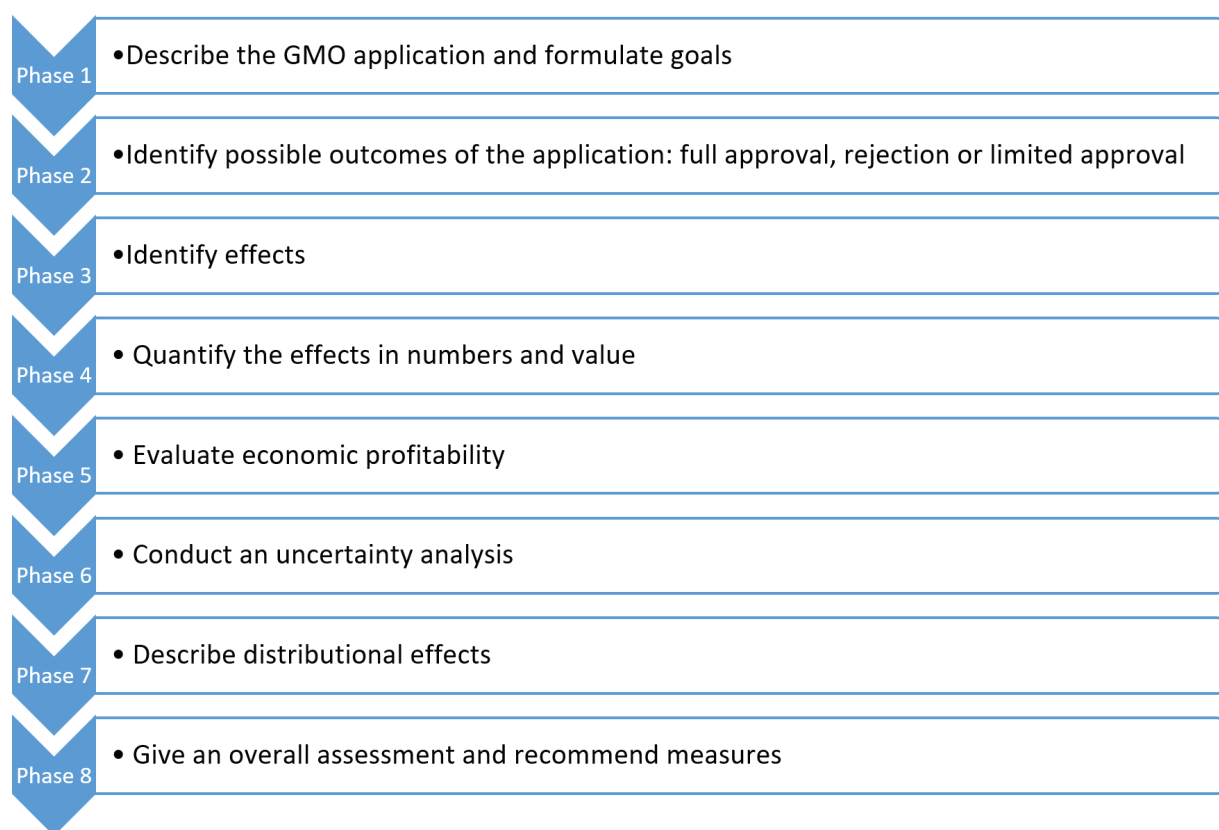 Phase 1
•Describe the GMO application and formulate goals
Phase 2
•Identify possible outcomes of the application: full approval, rejection or limited approval
Phase 3
•Identify effects
Phase 4
• Quantify the effects in numbers and value
Phase 5
• Evaluate economic profitability
Phase 6
• Conduct an uncertainty analysis
Phase 7
• Describe distributional effects
Phase 8
• Give an overall assessment and recommend measures